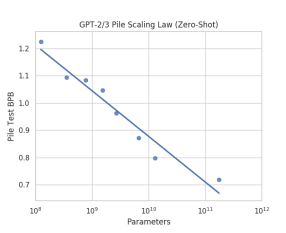 GPT-2/3 Pile Scaling Law (Zero-Shot)
1.2
1.1
1.0
0.9
0.8
0.7
Pile Test BPB
10⁸ 10⁹ 10¹⁰ 10¹¹ 10¹²
Parameters